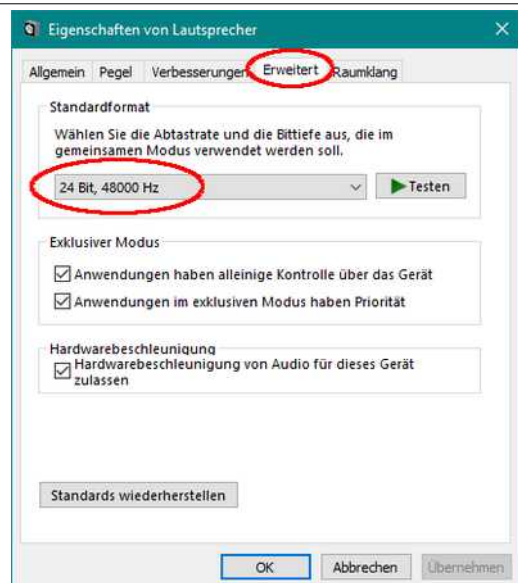 Eigenschaften von Lautsprecher
Allgemein Pegel Verbesserungen Erweitert Raumklang
Standardformat
Wählen Sie die Abtastrate und die Bittiefe aus, die im
gemeinsamen Modus verwendet werden soll.
24 Bit, 48000 Hz Testen
Exklusiver Modus
Anwendungen haben alleinige Kontrolle über das Gerät
Anwendungen im exklusiven Modus haben Priorität
Hardwarebeschleunigung
Hardwarebeschleunigung von Audio für dieses Gerät
zulassen
Standards wiederherstellen
OK Abbrechen Übernehmen